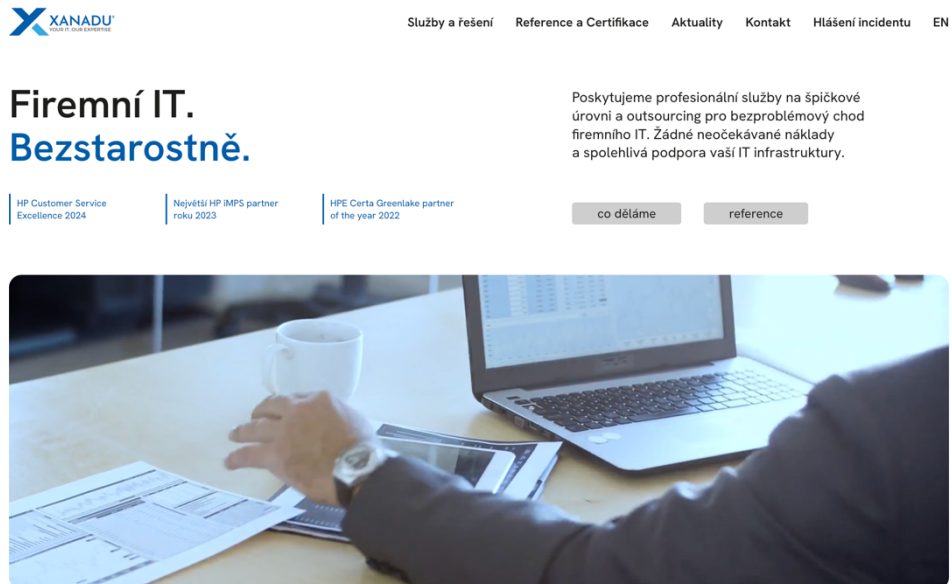 XANADU®
YOUR IT. OUR EXPERTISE
Služby a řešení
Reference a Certifikace
Aktuality
Kontakt
Hlášení incidentu
EN
Firemní IT.
Bezstarostně.
HP Customer Service
Excellence 2024
Největší HP iMPS partner
roku 2023
HPE Certa Greenlake partner
of the year 2022
Poskytujeme profesionální služby na špičkové
úrovni a outsourcing pro bezproblémový chod
firemního IT. Žádné neočekávané náklady
a spolehlivá podpora vaší IT infrastruktury.
co děláme
reference